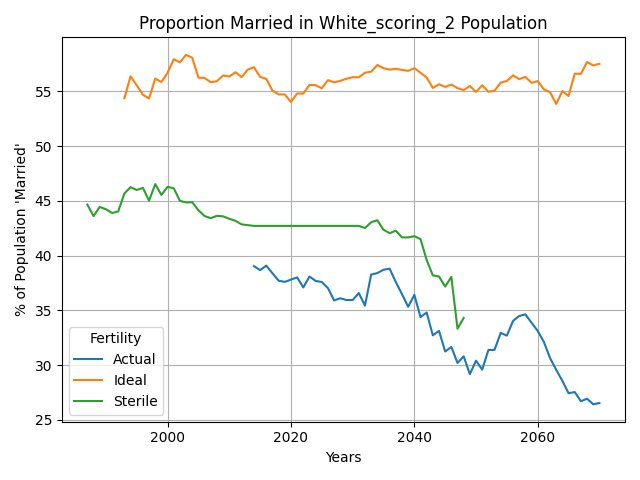 Proportion Married in White_scoring_2 Population
% of Population 'Married'
55
50
45
40
35
30
25
Fertility
Actual
Ideal
Sterile
2000
2020
2040
2060
Years